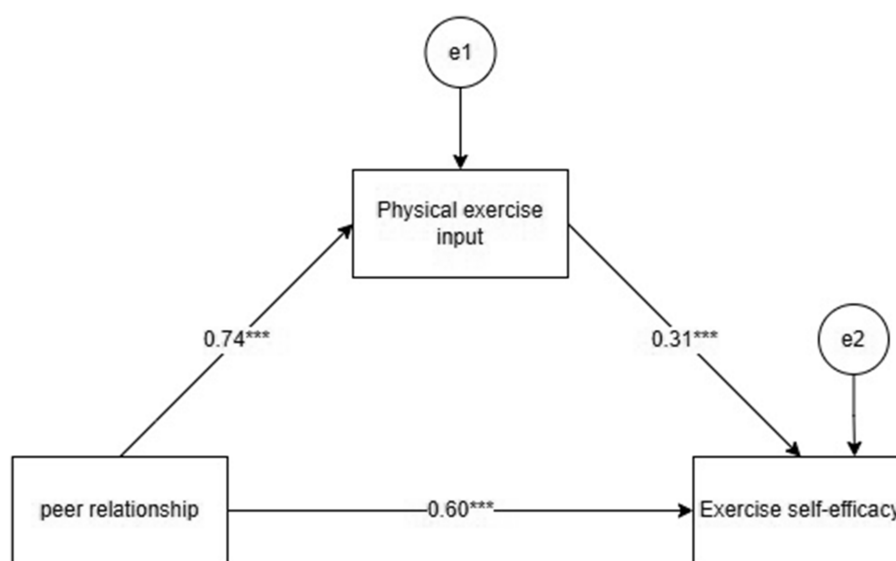 e1
Physical exercise
input
0.74***
0.31***
e2
peer relationship
0.60***
Exercise self-efficacy